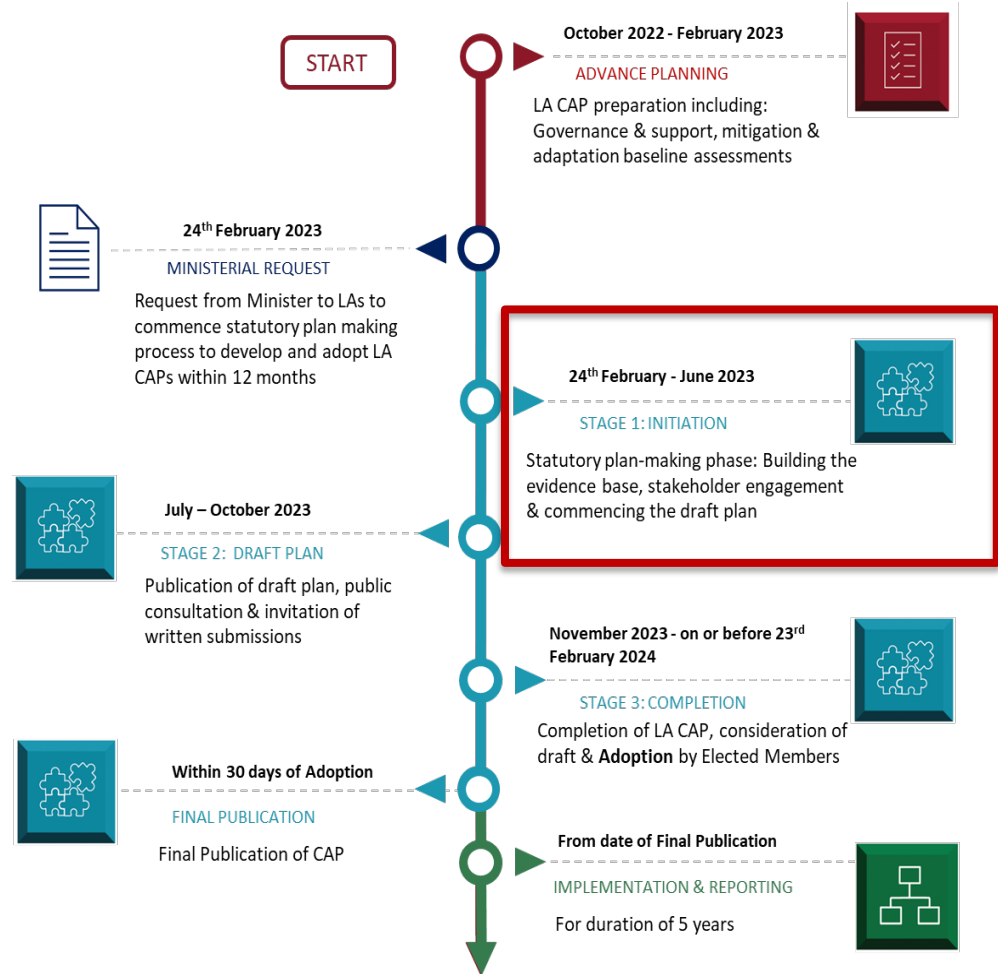 START
October 2022 - February 2023
ADVANCE PLANNING
LA CAP preparation including:
Governance & support, mitigation &
adaptation baseline assessments
24th February 2023
MINISTERIAL REQUEST
Request from Minister to LAs to
commence statutory plan making
process to develop and adopt LA
CAPs within 12 months
24th February - June 2023
STAGE 1: INITIATION
Statutory plan-making phase: Building the
evidence base, stakeholder engagement
& commencing the draft plan
July – October 2023
STAGE 2: DRAFT PLAN
Publication of draft plan, public
consultation & invitation of
written submissions
November 2023 - on or before 23rd
February 2024
STAGE 3: COMPLETION
Completion of LA CAP, consideration of
draft & Adoption by Elected Members
Within 30 days of Adoption
FINAL PUBLICATION
Final Publication of CAP
From date of Final Publication
IMPLEMENTATION & REPORTING
For duration of 5 years